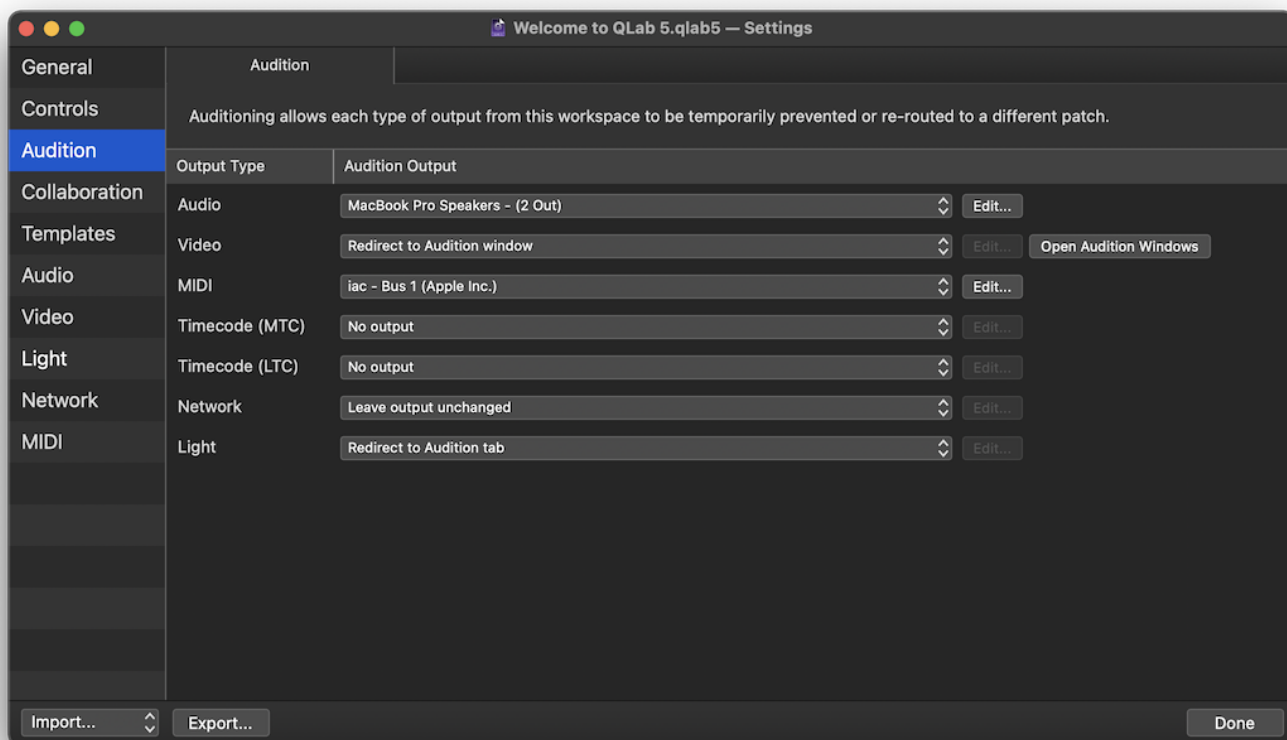 Welcome to QLab 5.qlab5 — Settings
General
Controls
Audition
Collaboration
Templates
Audio
Video
Light
Network
MIDI
Audition
Auditioning allows each type of output from this workspace to be temporarily prevented or re-routed to a different patch.
Output Type Audition Output
Audio MacBook Pro Speakers - (2 Out) Edit...
Video Redirect to Audition window Edit... Open Audition Windows
MIDI iac - Bus 1 (Apple Inc.) Edit...
Timecode (MTC) No output Edit...
Timecode (LTC) No output Edit...
Network Leave output unchanged Edit...
Light Redirect to Audition tab Edit...
Import... Export... Done